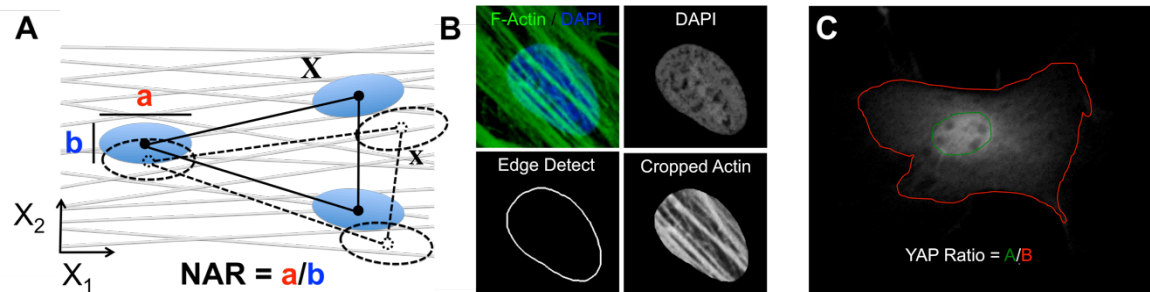 A
X
a
b
x
X2
X1
NAR = a/b
B
F-Actin / DAPI
DAPI
Edge Detect
Cropped Actin
C
YAP Ratio = A/B